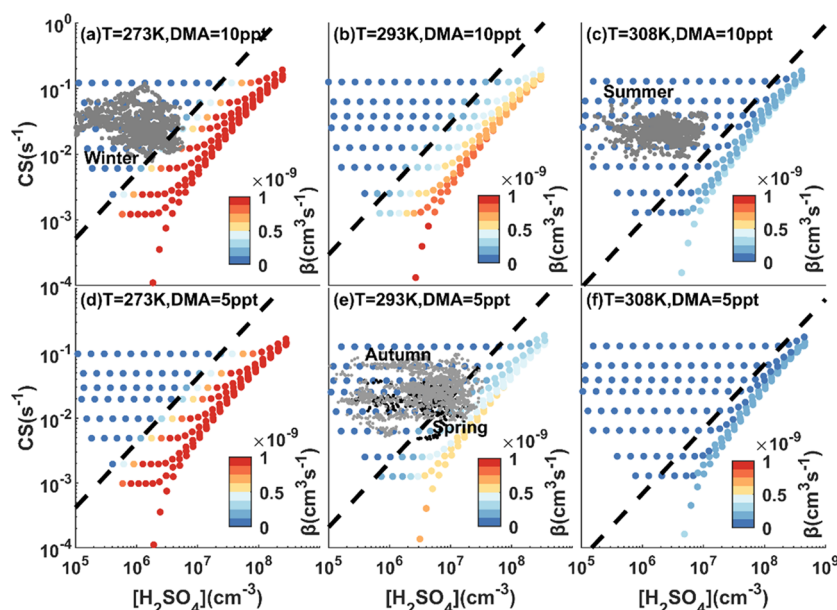 (a)T=273K,DMA=10ppt
(b)T=293K,DMA=10ppt
(c)T=308K,DMA=10ppt
10^0
10^-1
10^-2
10^-3
10^-4
CS(s^-1)
Winter
Summer
×10^-9
1
0.5
0
β(cm^3s^-1)
×10^-9
1
0.5
0
β(cm^3s^-1)
×10^-9
1
0.5
0
β(cm^3s^-1)
(d)T=273K,DMA=5ppt
(e)T=293K,DMA=5ppt
(f)T=308K,DMA=5ppt
10^-1
10^-2
10^-3
10^-4
CS(s^-1)
Autumn
Spring
×10^-9
1
0.5
0
β(cm^3s^-1)
×10^-9
1
0.5
0
β(cm^3s^-1)
×10^-9
1
0.5
0
β(cm^3s^-1)
10^5 10^6 10^7 10^8
10^5 10^6 10^7 10^8
10^5 10^6 10^7 10^8 10^9
[H_2SO_4](cm^-3)
[H_2SO_4](cm^-3)
[H_2SO_4](cm^-3)